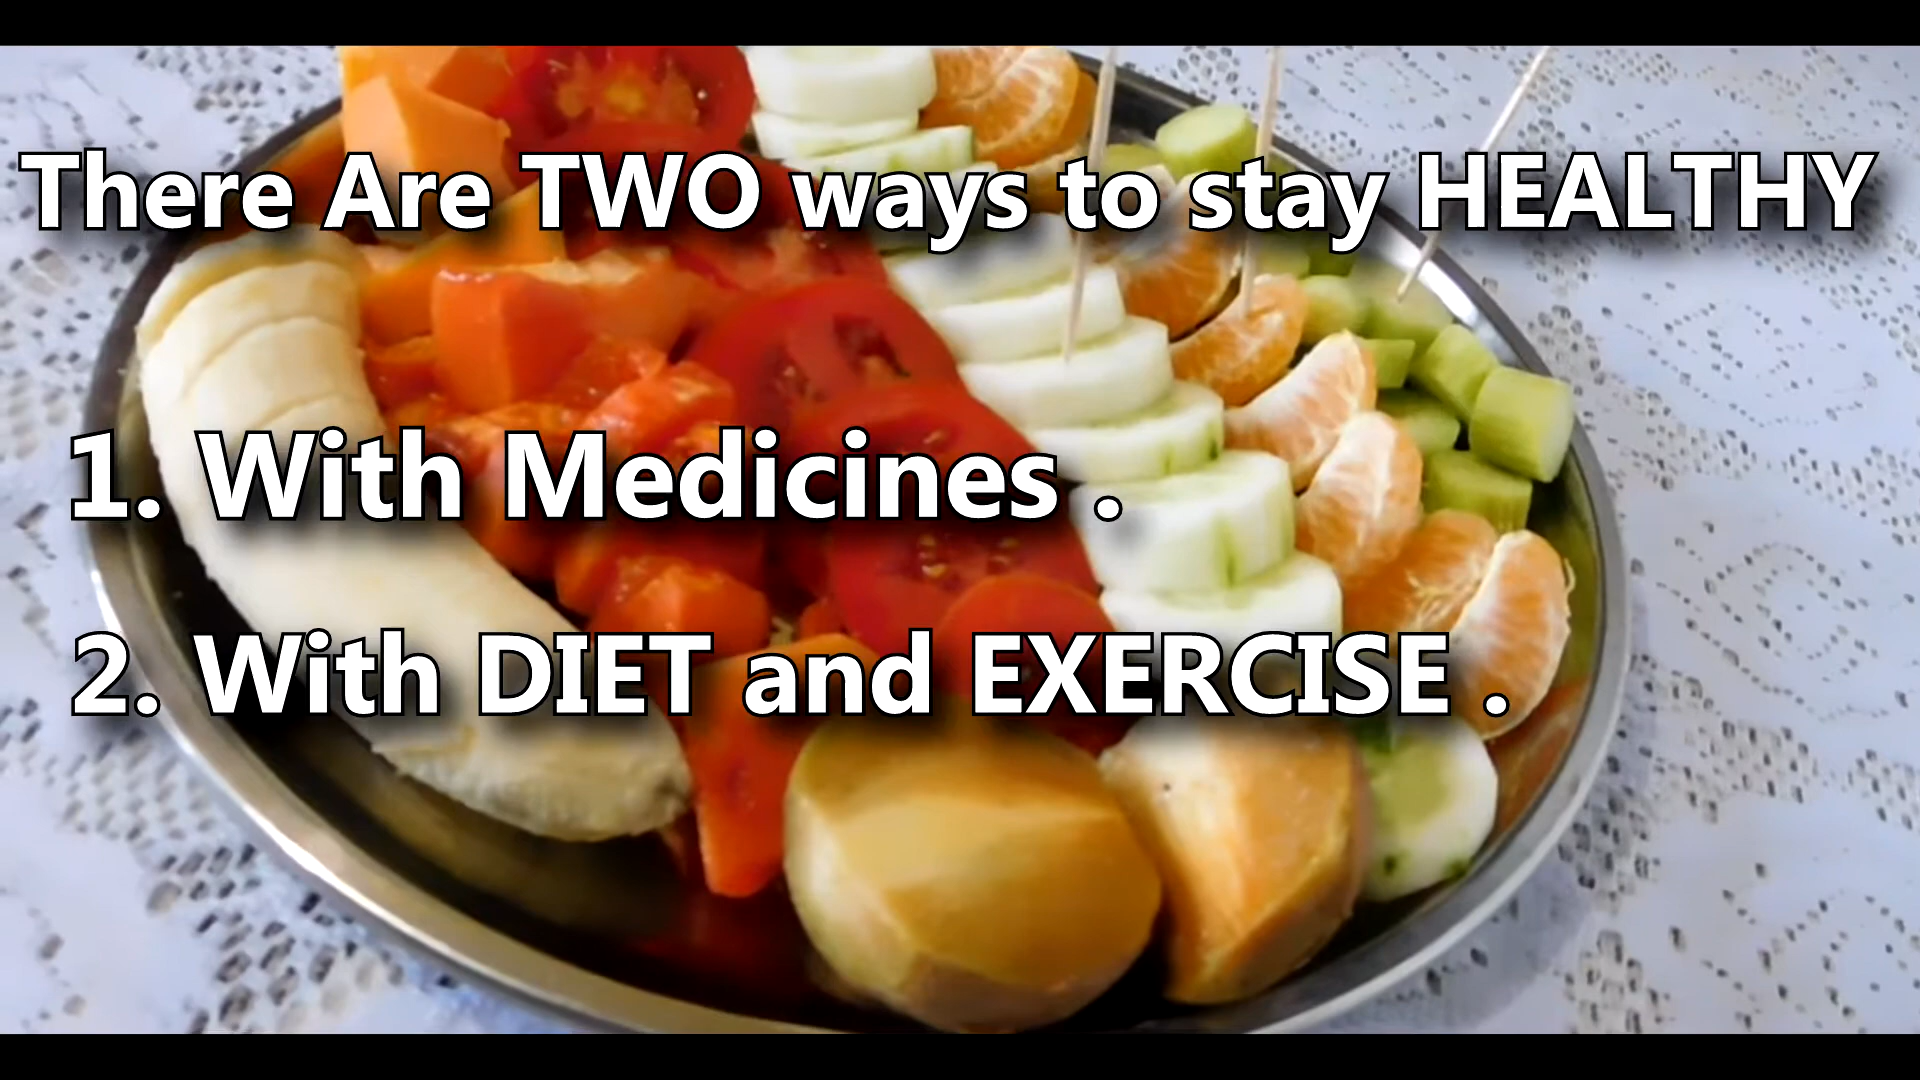 There Are TWO ways to stay HEALTHY
1. With Medicines .
2. With DIET and EXERCISE .